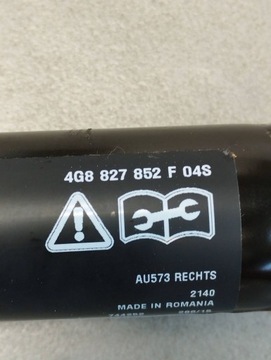 4G8 827 852 F 04S
AU573 RECHTS
2140
MADE IN ROMANIA